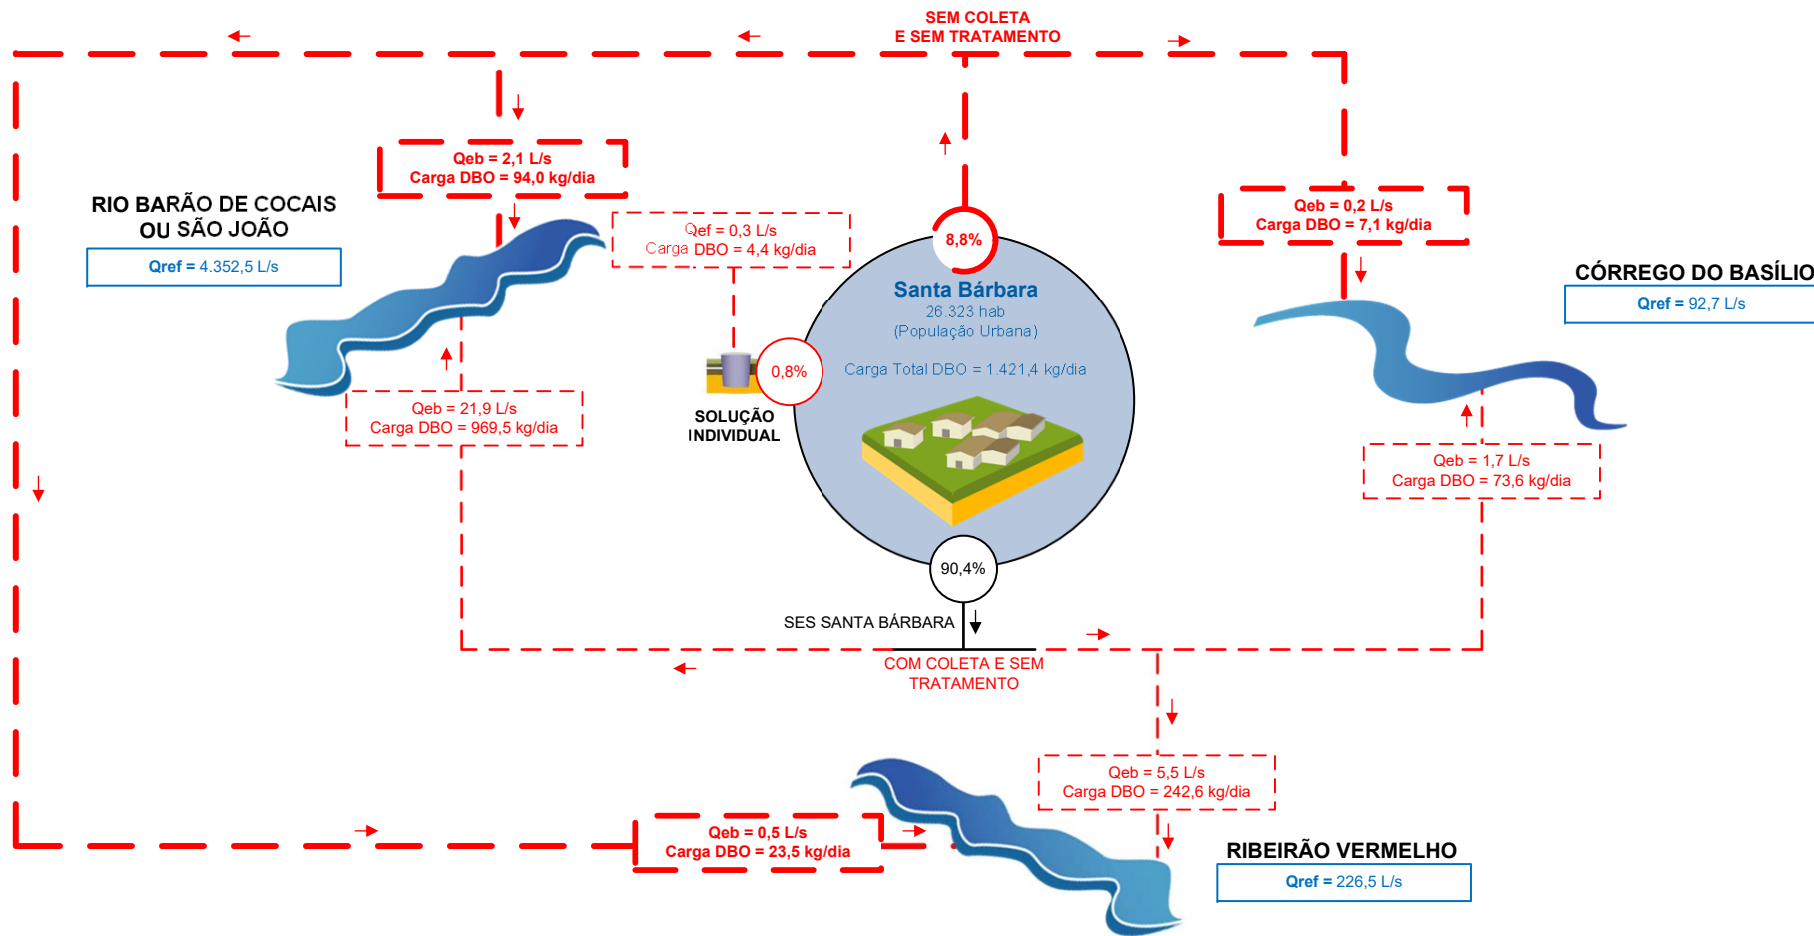 SEM COLETA
E SEM TRATAMENTO
Qeb = 2,1 L/s
Carga DBO = 94,0 kg/dia
RIO BARÃO DE COCAIS
OU SÃO JOÃO
Qref = 4.352,5 L/s
Qef = 0,3 L/s
Carga DBO = 4,4 kg/dia
8,8%
Qeb = 0,2 L/s
Carga DBO = 7,1 kg/dia
CÓRREGO DO BASÍLIO
Qref = 92,7 L/s
Santa Bárbara
26.323 hab
(População Urbana)
Carga Total DBO = 1.421,4 kg/dia
0,8%
SOLUÇÃO
INDIVIDUAL
Qeb = 21,9 L/s
Carga DBO = 969,5 kg/dia
Qeb = 1,7 L/s
Carga DBO = 73,6 kg/dia
90,4%
SES SANTA BÁRBARA
COM COLETA E SEM
TRATAMENTO
Qeb = 5,5 L/s
Carga DBO = 242,6 kg/dia
Qeb = 0,5 L/s
Carga DBO = 23,5 kg/dia
RIBEIRÃO VERMELHO
Qref = 226,5 L/s